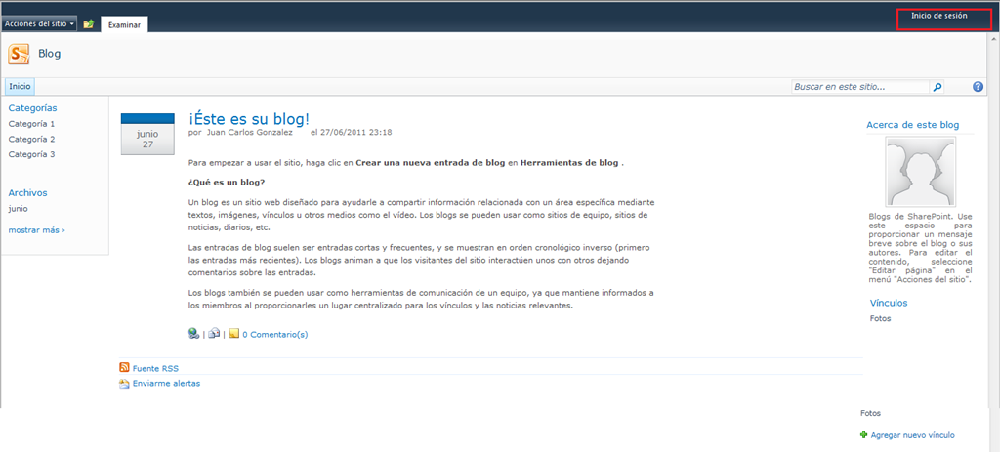 Inicio de sesión
Acciones del sitio
Examinar
Blog
Inicio
Buscar en este sitio...
Categorías
Categoría 1
Categoría 2
Categoría 3
Archivos
junio
mostrar más ›
junio
27
¡Éste es su blog!
por Juan Carlos Gonzalez el 27/06/2011 23:18
Para empezar a usar el sitio, haga clic en Crear una nueva entrada de blog en Herramientas de blog .
¿Qué es un blog?
Un blog es un sitio web diseñado para ayudarle a compartir información relacionada con un área específica mediante
textos, imágenes, vínculos u otros medios como el vídeo. Los blogs se pueden usar como sitios de equipo, sitios de
noticias, diarios, etc.
Las entradas de blog suelen ser entradas cortas y frecuentes, y se muestran en orden cronológico inverso (primero
las entradas más recientes). Los blogs animan a que los visitantes del sitio interactúen unos con otros dejando
comentarios sobre las entradas.
Los blogs también se pueden usar como herramientas de comunicación de un equipo, ya que mantiene informados a
los miembros al proporcionarles un lugar centralizado para los vínculos y las noticias relevantes.
| | 0 Comentario(s)
Fuente RSS
Enviarme alertas
Acerca de este blog
Blogs de SharePoint. Use
este espacio para
proporcionar un mensaje
breve sobre el blog o sus
autores. Para editar el
contenido, seleccione
"Editar página" en el
menú "Acciones del sitio".
Vínculos
Fotos
Fotos
Agregar nuevo vínculo